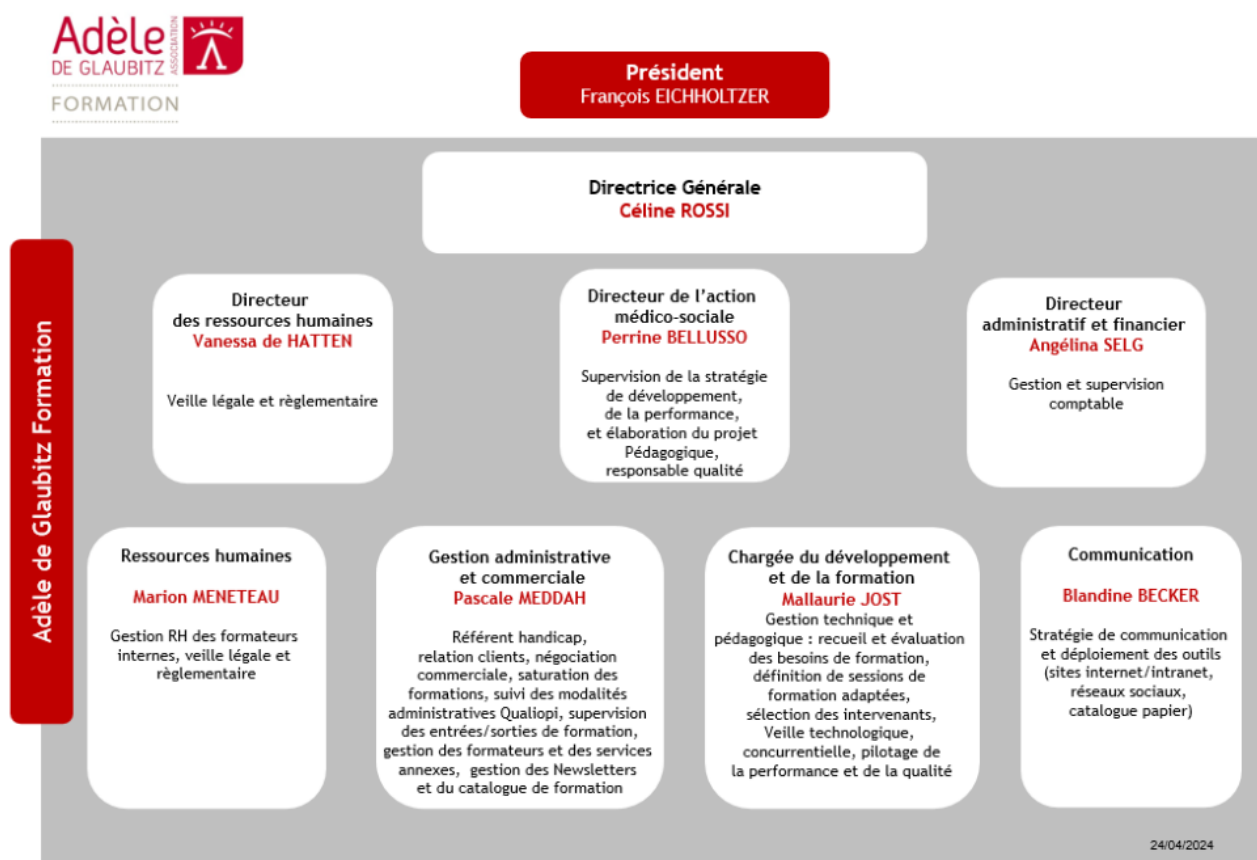 Adèle
DE GLAUBITZ
ASSOCIATION
FORMATION
Président
François EICHHOLTZER
Directrice Générale
Céline ROSSI
Adèle de Glaubitz Formation
Directeur
des ressources humaines
Vanessa de HATTEN
Veille légale et règlementaire
Directeur de l'action
médico-sociale
Perrine BELLUSSO
Supervision de la stratégie
de développement,
de la performance,
et élaboration du projet
Pédagogique,
responsable qualité
Directeur
administratif et financier
Angélina SELG
Gestion et supervision
comptable
Ressources humaines
Marion MENETEAU
Gestion RH des formateurs
internes, veille légale et
règlementaire
Gestion administrative
et commerciale
Pascale MEDDAH
Référent handicap,
relation clients, négociation
commerciale, saturation des
formations, suivi des modalités
administratives Qualiopi, supervision
des entrées/sorties de formation,
gestion des formateurs et des services
annexes, gestion des Newsletters
et du catalogue de formation
Chargée du développement
et de la formation
Mallaurie JOST
Gestion technique et
pédagogique : recueil et évaluation
des besoins de formation,
définition de sessions de
formation adaptées,
sélection des intervenants,
Veille technologique,
concurrentielle, pilotage de
la performance et de la qualité
Communication
Blandine BECKER
Stratégie de communication
et déploiement des outils
(sites internet/intranet,
réseaux sociaux,
catalogue papier)
24/04/2024